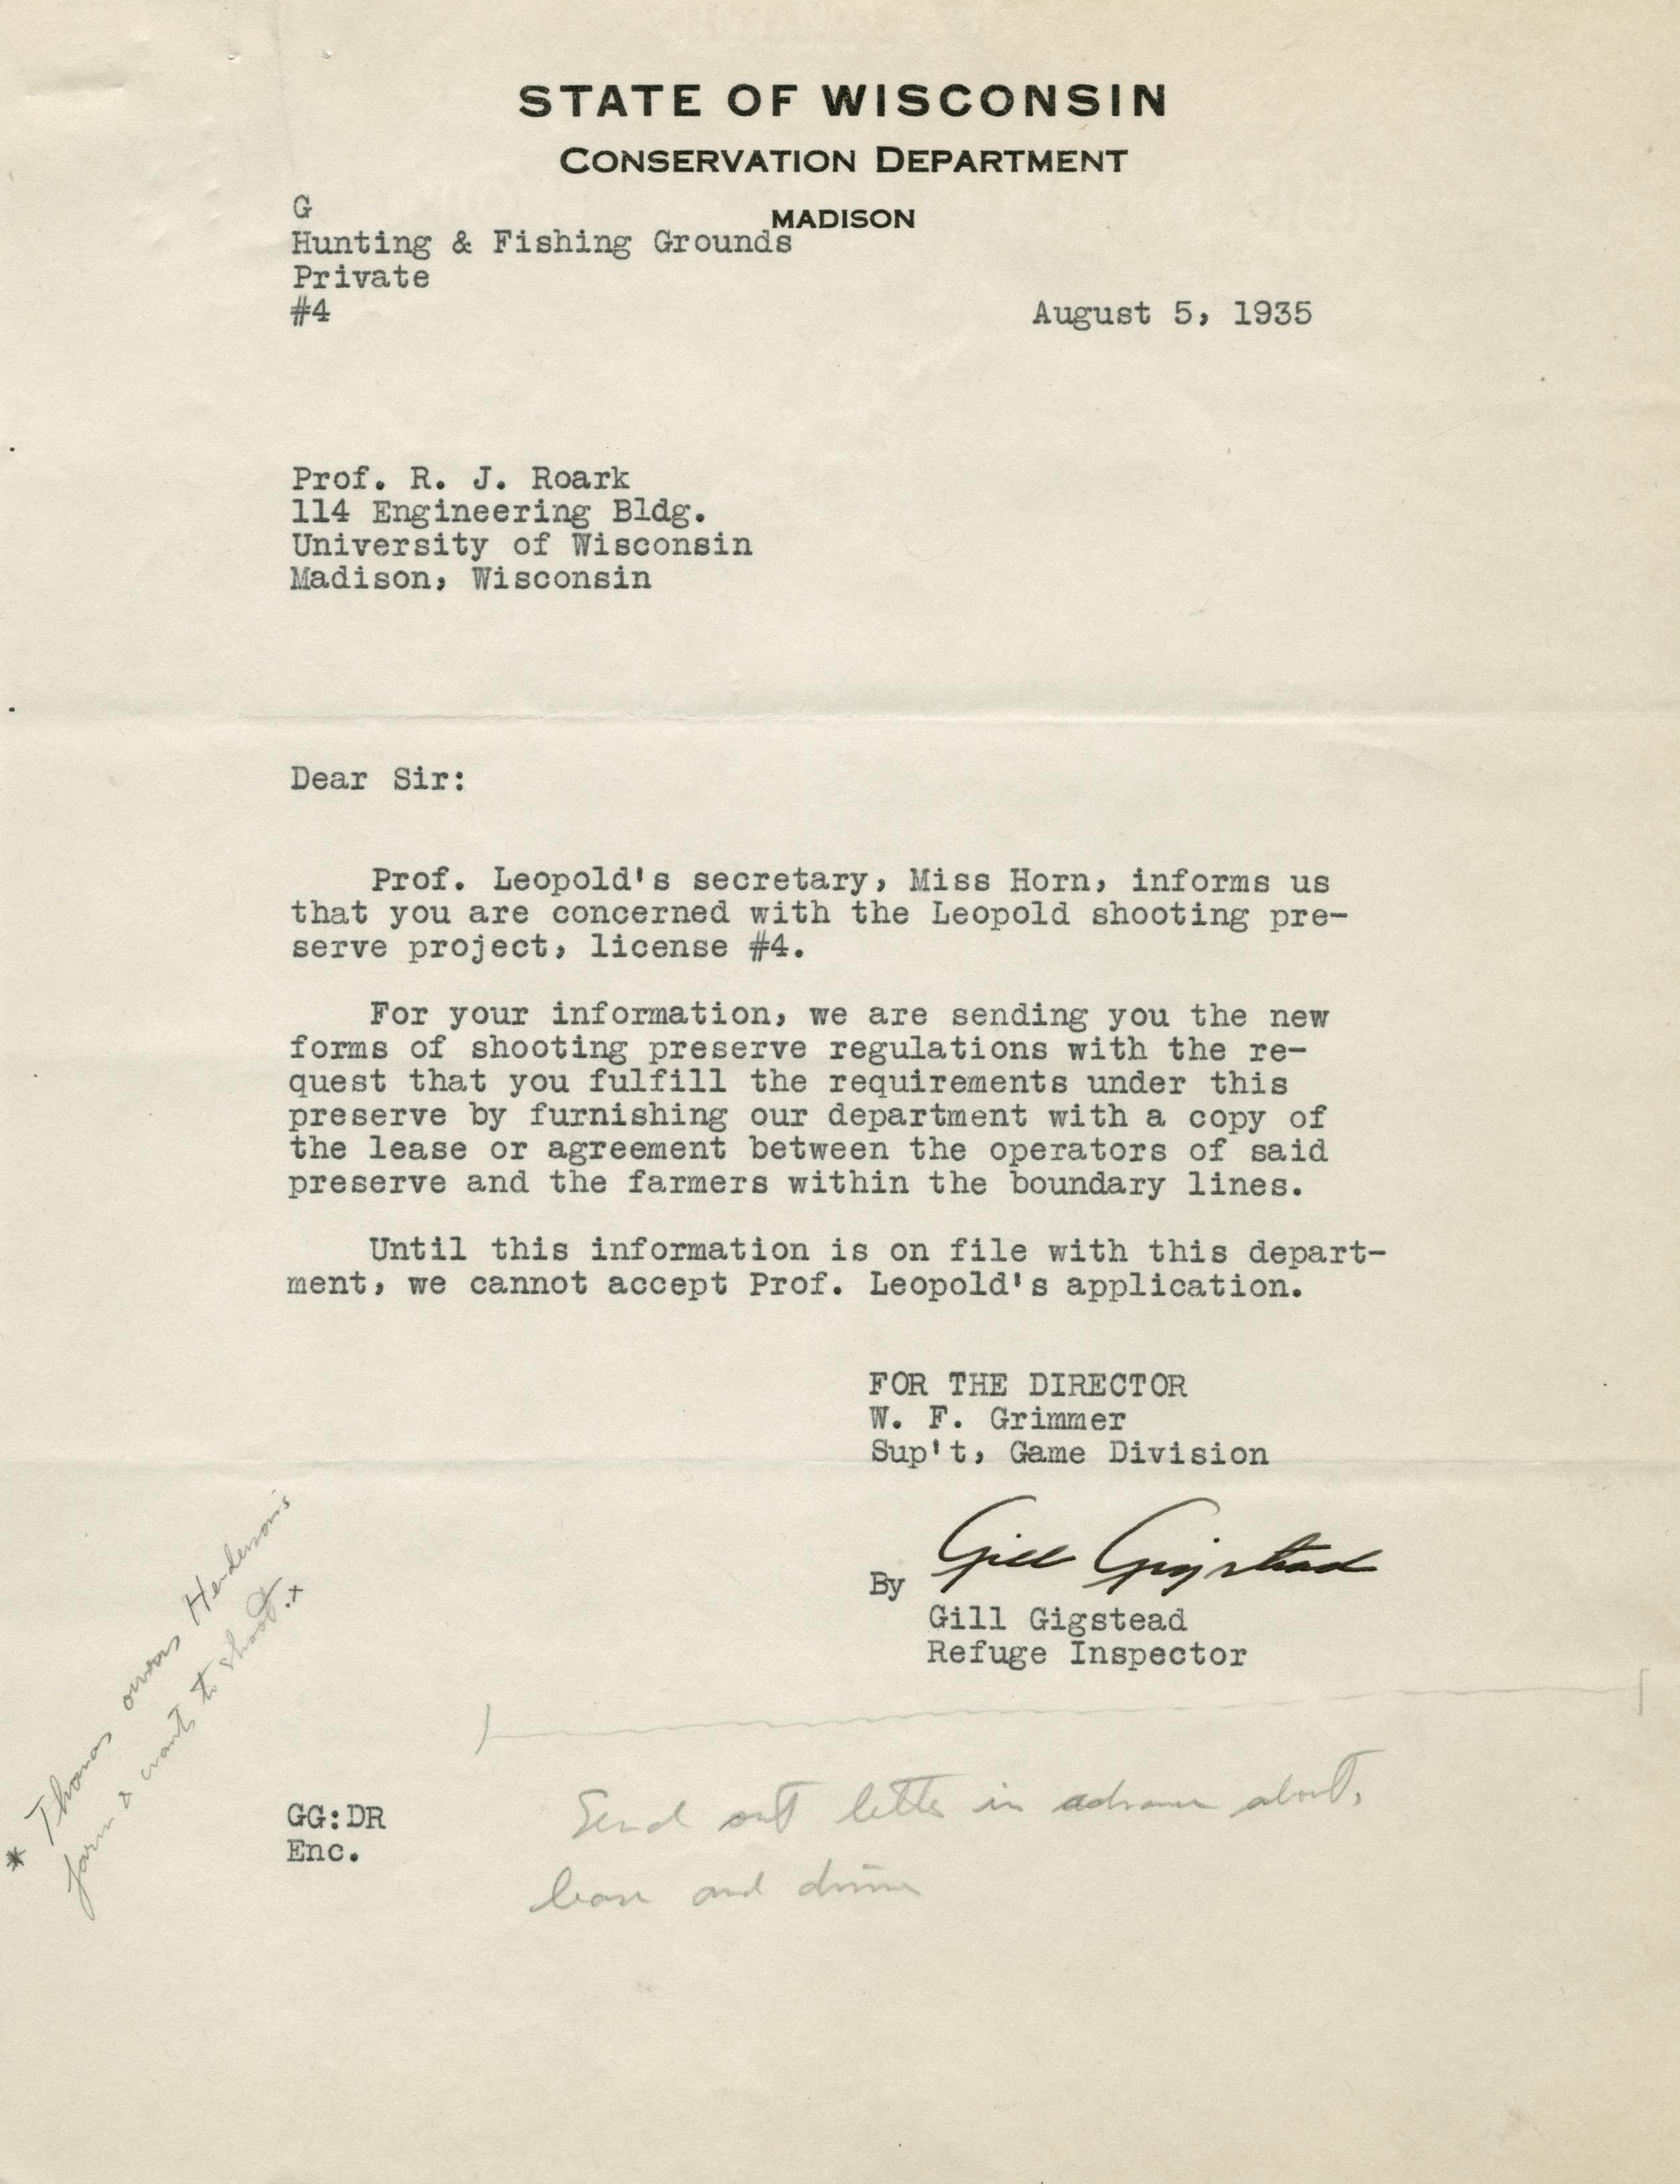 STATE OF WISCONSIN
CONSERVATION DEPARTMENT
MADISON
G
Hunting & Fishing Grounds
Private
#4
August 5, 1935
Prof. R. J. Roark
114 Engineering Bldg.
University of Wisconsin
Madison, Wisconsin
Dear Sir:
Prof. Leopold's secretary, Miss Horn, informs us
that you are concerned with the Leopold shooting pre-
serve project, license #4.
For your information, we are sending you the new
forms of shooting preserve regulations with the re-
quest that you fulfill the requirements under this
preserve by furnishing our department with a copy of
the lease or agreement between the operators of said
preserve and the farmers within the boundary lines.
Until this information is on file with this depart-
ment, we cannot accept Prof. Leopold's application.
FOR THE DIRECTOR
W. F. Grimmer
Sup't, Game Division
By Gill Gigstead
Gill Gigstead
Refuge Inspector
* Thomas owns Henderson's
farm & wants to shoot.+
GG:DR
Enc.
Send out letter in advance about
lease and